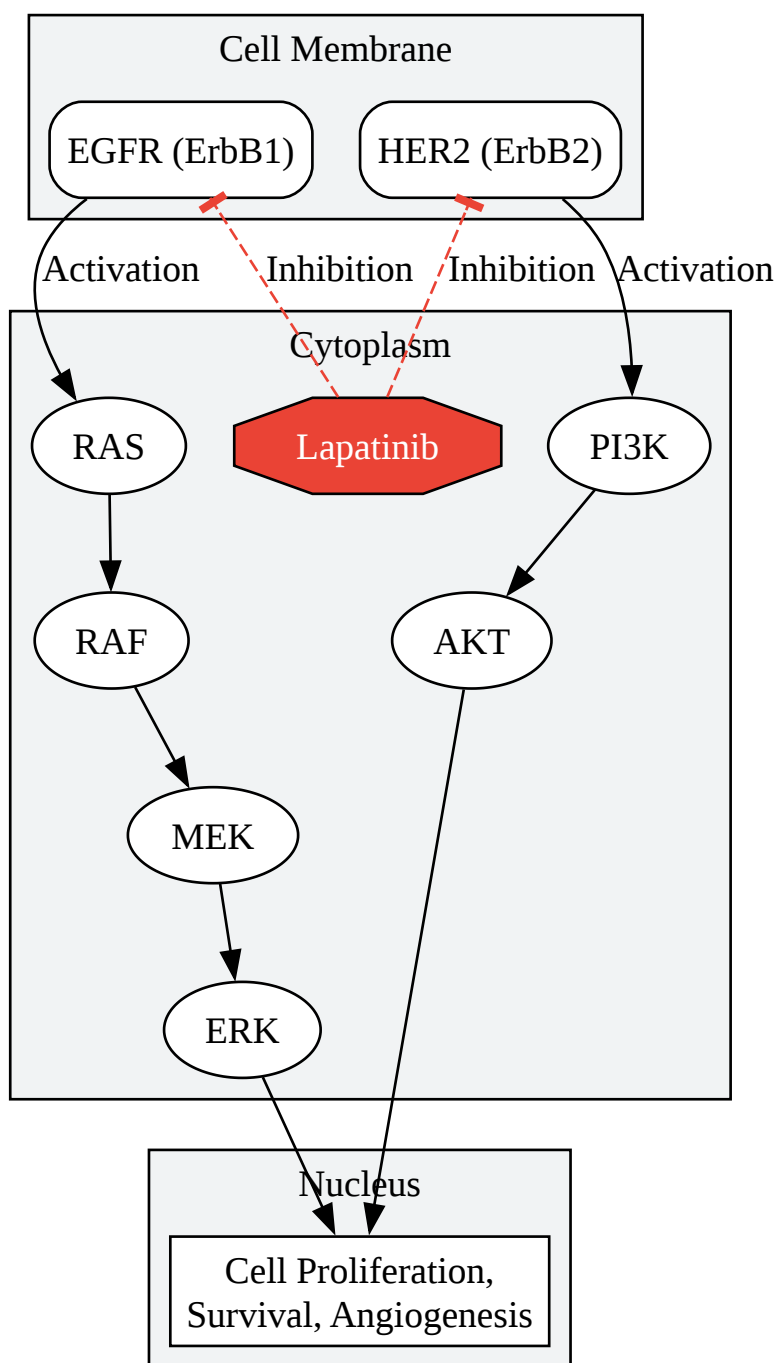 Cell Membrane
EGFR (ErbB1)
HER2 (ErbB2)
Activation
Inhibition
Inhibition
Activation
Cytoplasm
RAS
Lapatinib
PI3K
RAF
AKT
MEK
ERK
Nucleus
Cell Proliferation,
Survival, Angiogenesis